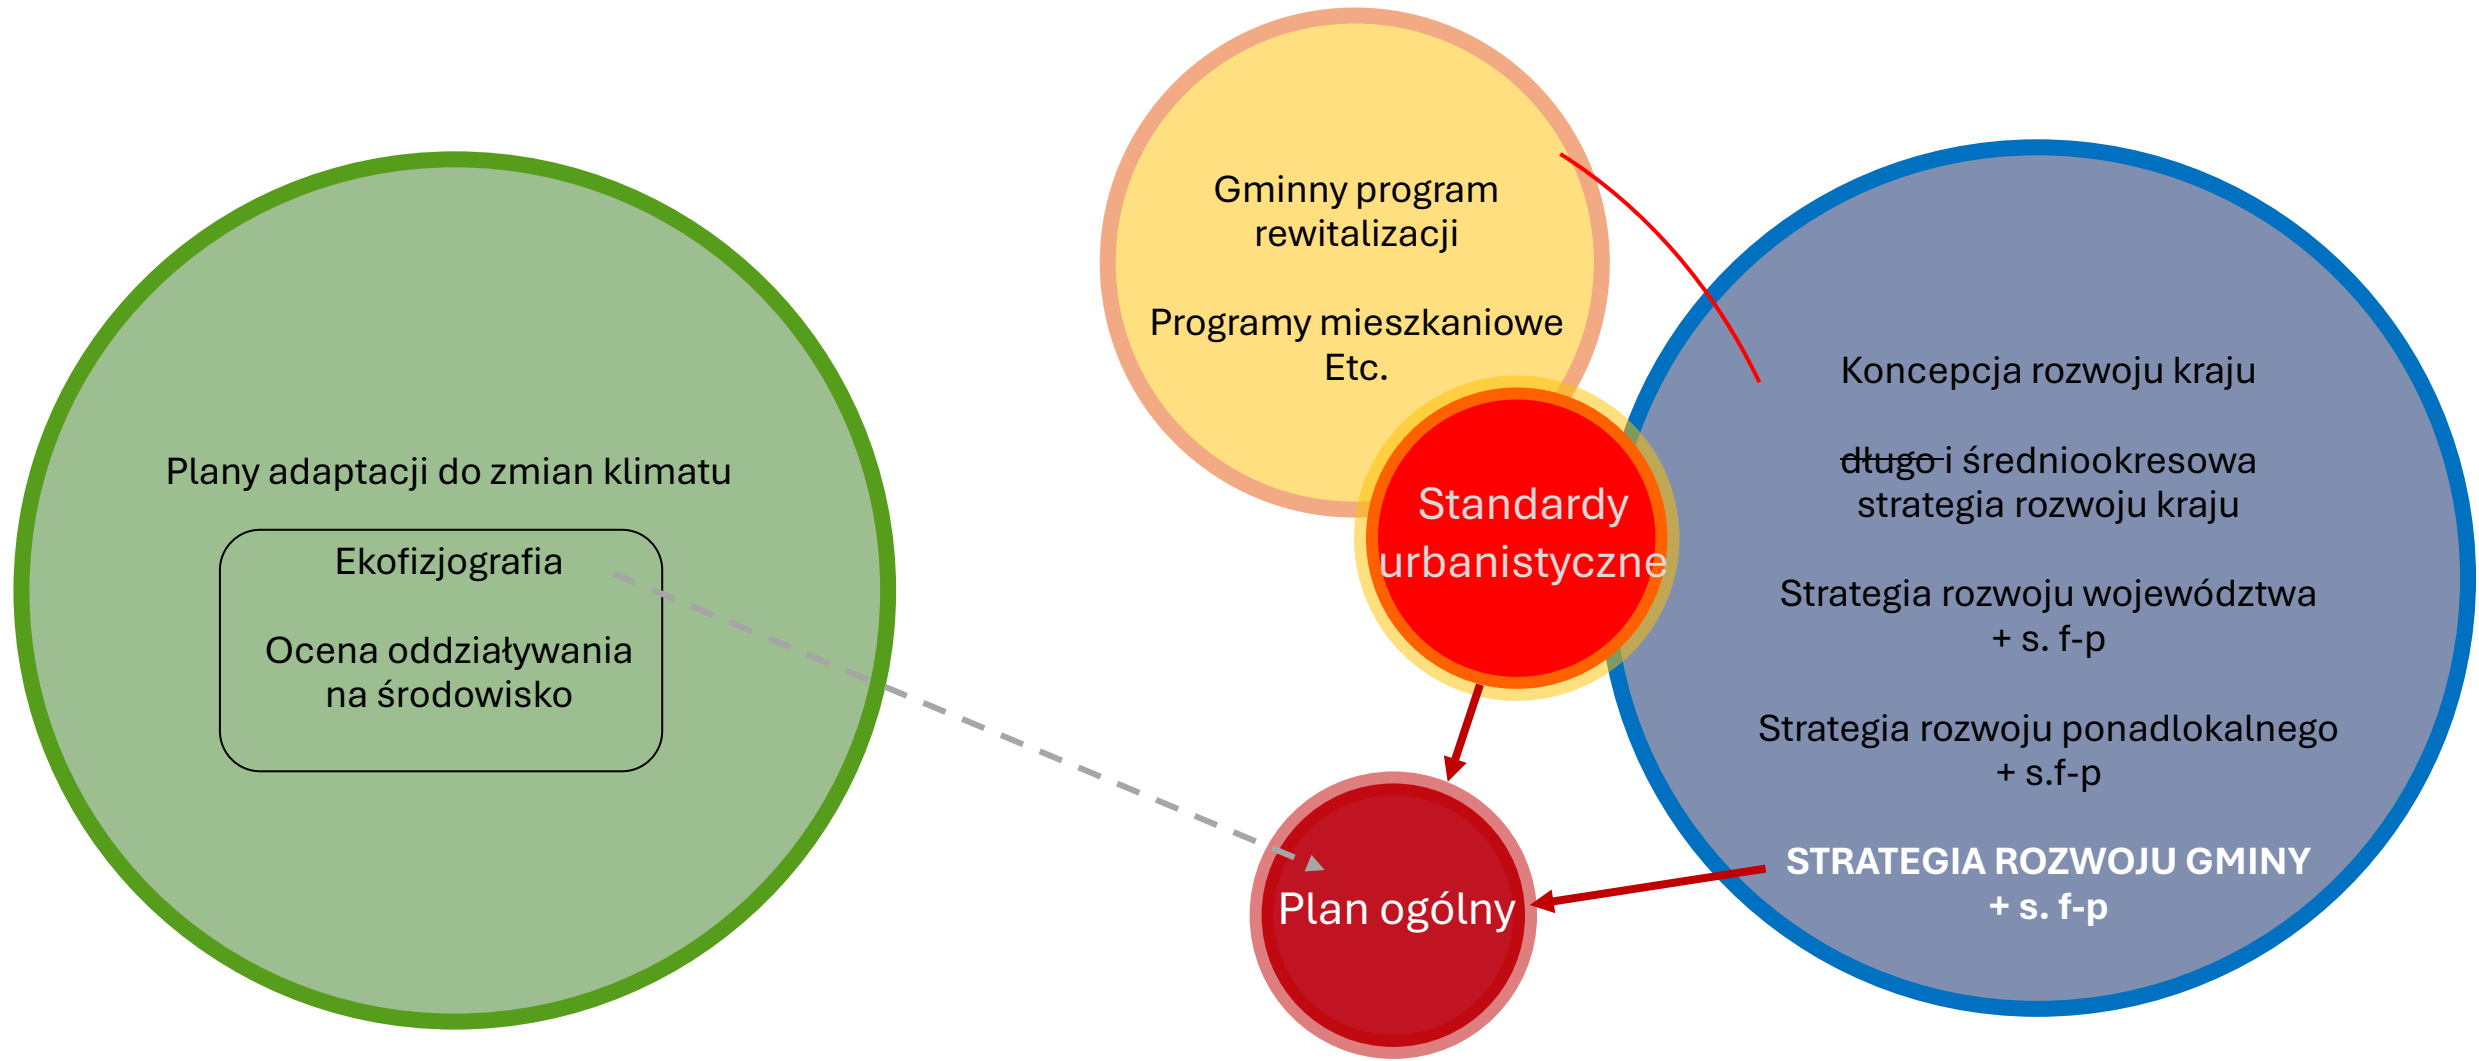 Gminny program
rewitalizacji
Programy mieszkaniowe
Etc.
Plany adaptacji do zmian klimatu
Ekofizjografia
Ocena oddziaływania
na środowisko
Standardy
urbanistyczne
Plan ogólny
Koncepcja rozwoju kraju
długo i średniookresowa
strategia rozwoju kraju
Strategia rozwoju województwa
+ s. f-p
Strategia rozwoju ponadlokalnego
+ s.f-p
STRATEGIA ROZWOJU GMINY
+ s. f-p